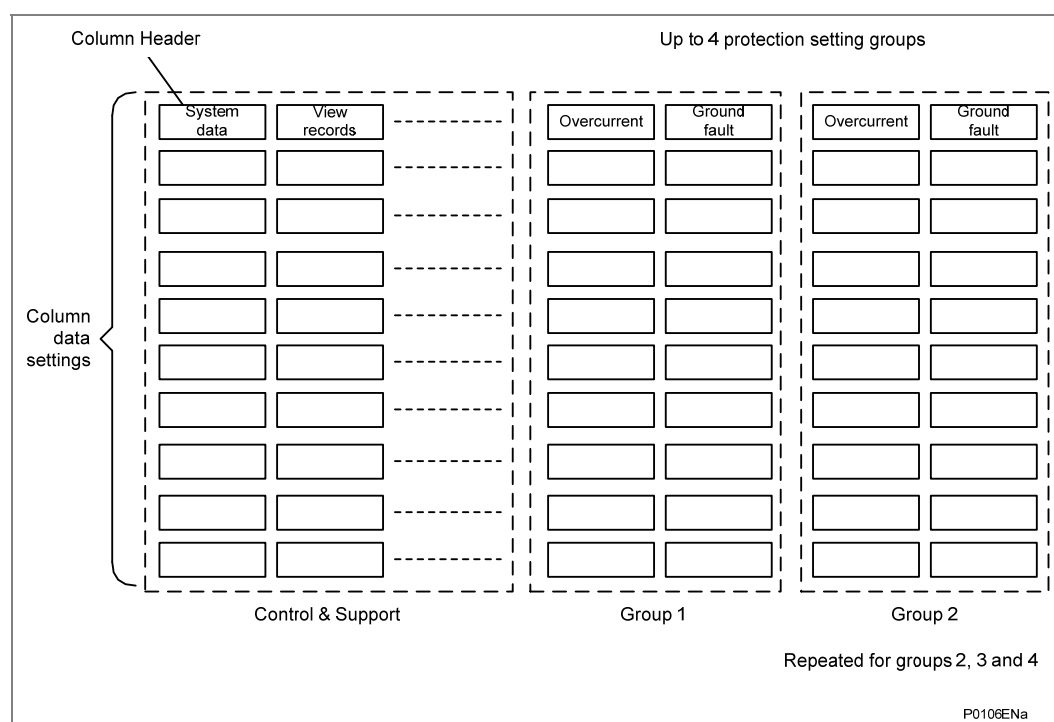 Column Header
Up to 4 protection setting groups
System
data
View
records
Overcurrent
Ground
fault
Overcurrent
Ground
fault
Column
data
settings
Control & Support
Group 1
Group 2
Repeated for groups 2, 3 and 4
P0106ENa